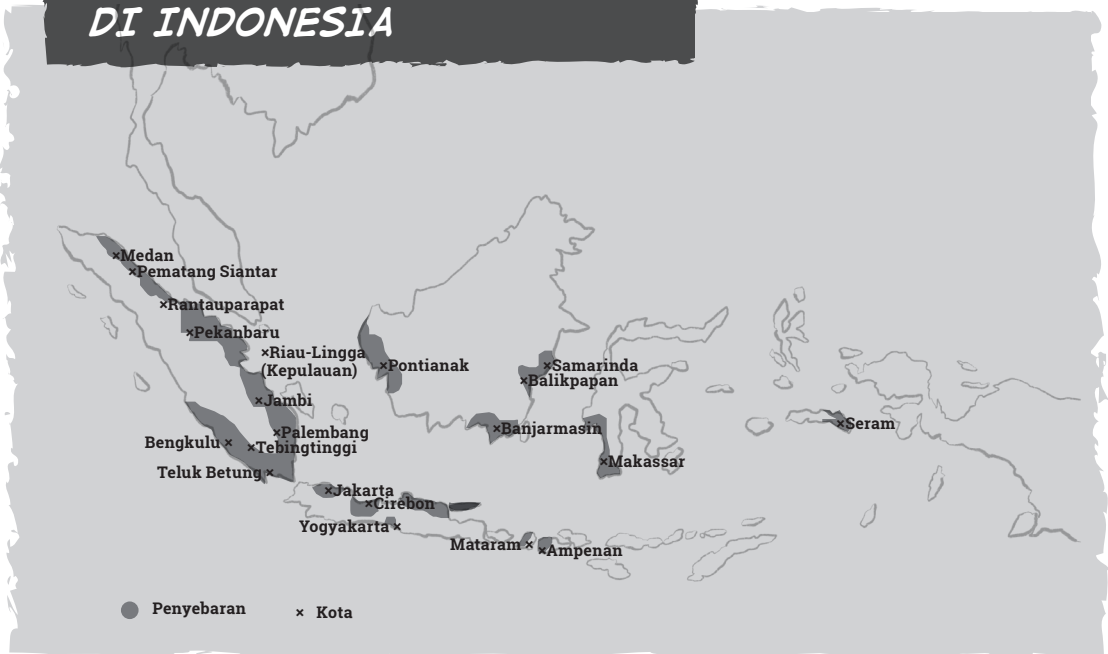 DI INDONESIA
Medan
Pematang Siantar
Rantauparapat
Pekanbaru
Riau-Lingga
(Kepulauan)
Pontianak
Samarinda
Balikpapan
Jambi
Seram
Banjarmasin
Palembang
Bengkulu
Tebingtinggi
Makassar
Teluk Betung
Jakarta
Cirebon
Yogyakarta
Mataram
Ampenan
Penyebaran
Kota